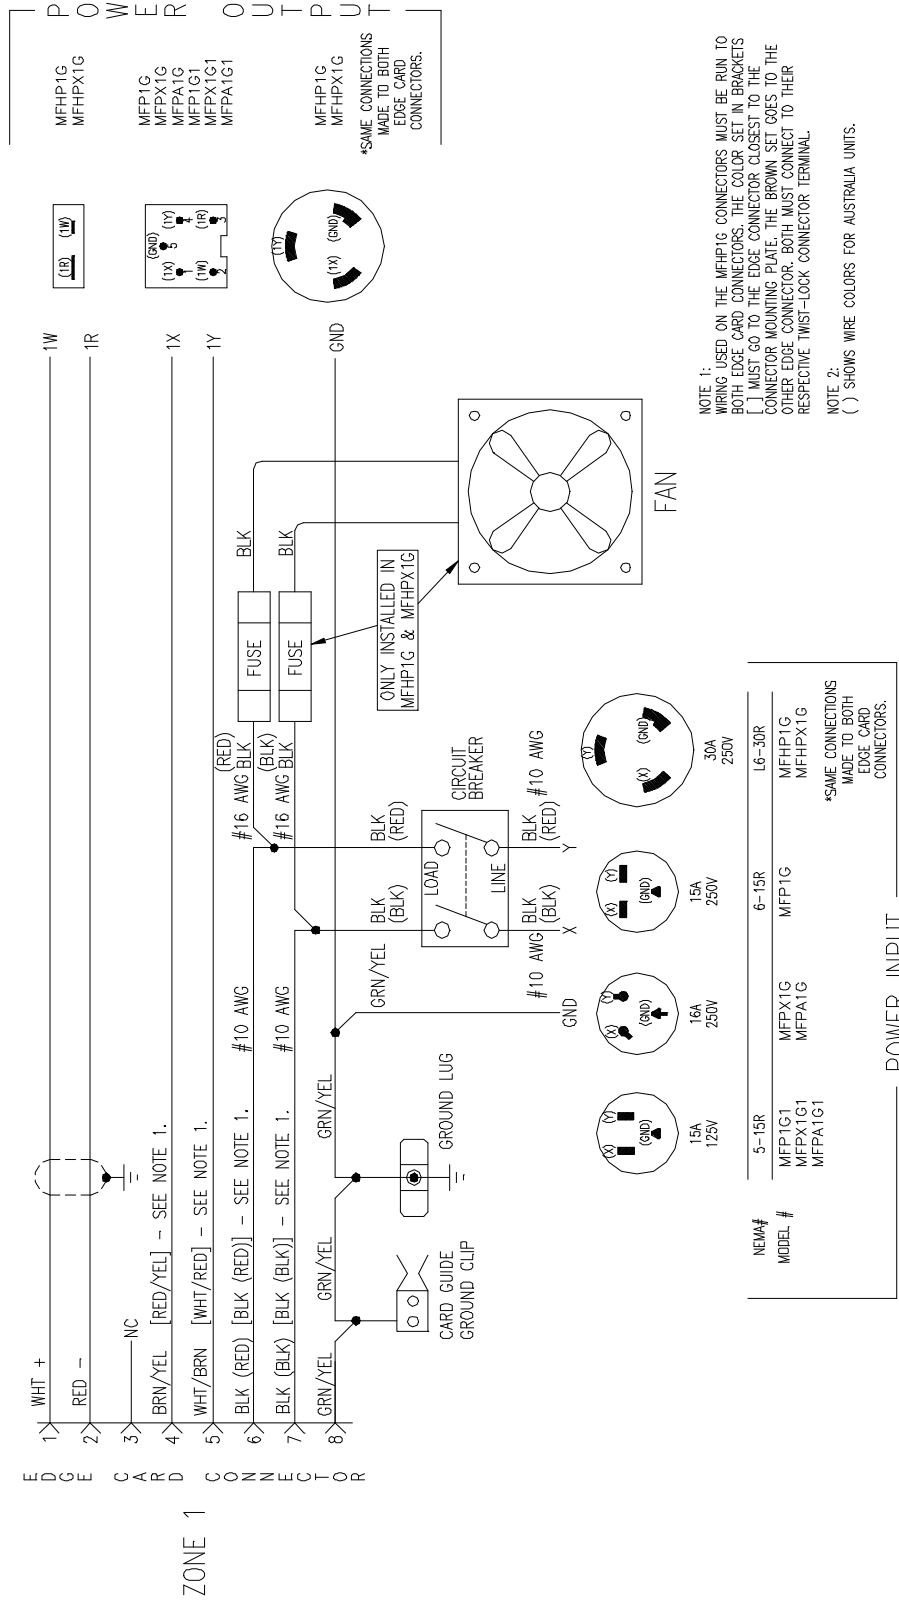 ZONE 1
EDGE CARD CONNECTOR
1
2
3
4
5
6
7
8
WHT +
RED -
NC
BRN/YEL [RED/YEL] - SEE NOTE 1.
WHT/BRN [WHT/RED] - SEE NOTE 1.
BLK (RED) [BLK (RED)] - SEE NOTE 1.
BLK (BLK) [BLK (BLK)] - SEE NOTE 1.
GRN/YEL
GRN/YEL
GRN/YEL
#10 AWG
#10 AWG
GRN/YEL
CARD GUIDE
GROUND CLIP
GROUND LUG
#16 AWG BLK
(RED)
#16 AWG BLK
(BLK)
FUSE
FUSE
BLK
BLK
ONLY INSTALLED IN
MFHP1G & MFHPX1G
FAN
BLK
(BLK)
BLK
(RED)
LOAD
LINE
CIRCUIT
BREAKER
#10 AWG
BLK
(BLK)
BLK
(RED)
#10 AWG
GND
X
Y
1W
1R
1X
1Y
GND
(1R) (1W)
(GND)
5
(1X)
1
(1Y)
4
(1W)
2
(1R)
3
(1Y)
(1X)
(GND)
POWER OUTPUT
MFHP1G
MFHPX1G
MFP1G
MFPX1G
MFPA1G
MFP1G1
MFPX1G1
MFPA1G1
MFHP1G
MFHPX1G
*SAME CONNECTIONS
MADE TO BOTH
EDGE CARD
CONNECTORS.
(X) (Y)
(GND)
(X) (Y)
(GND)
(X) (Y)
(GND)
(Y)
(X)
(GND)
15A
125V
16A
250V
15A
250V
30A
250V
NEMA#
5-15R
6-15R
L6-30R
MODEL #
MFP1G1
MFPX1G1
MFPA1G1
MFPX1G
MFPA1G
MFP1G
MFHP1G
MFHPX1G
*SAME CONNECTIONS
MADE TO BOTH
EDGE CARD
CONNECTORS.
POWER INPUT
NOTE 1:
WIRING USED ON THE MFHP1G CONNECTORS MUST BE RUN TO
BOTH EDGE CARD CONNECTORS. THE COLOR SET IN BRACKETS
[ ] MUST GO TO THE EDGE CONNECTOR CLOSEST TO THE
CONNECTOR MOUNTING PLATE. THE BROWN SET GOES TO THE
OTHER EDGE CONNECTOR. BOTH MUST CONNECT TO THEIR
RESPECTIVE TWIST-LOCK CONNECTOR TERMINAL.
NOTE 2:
( ) SHOWS WIRE COLORS FOR AUSTRALIA UNITS.